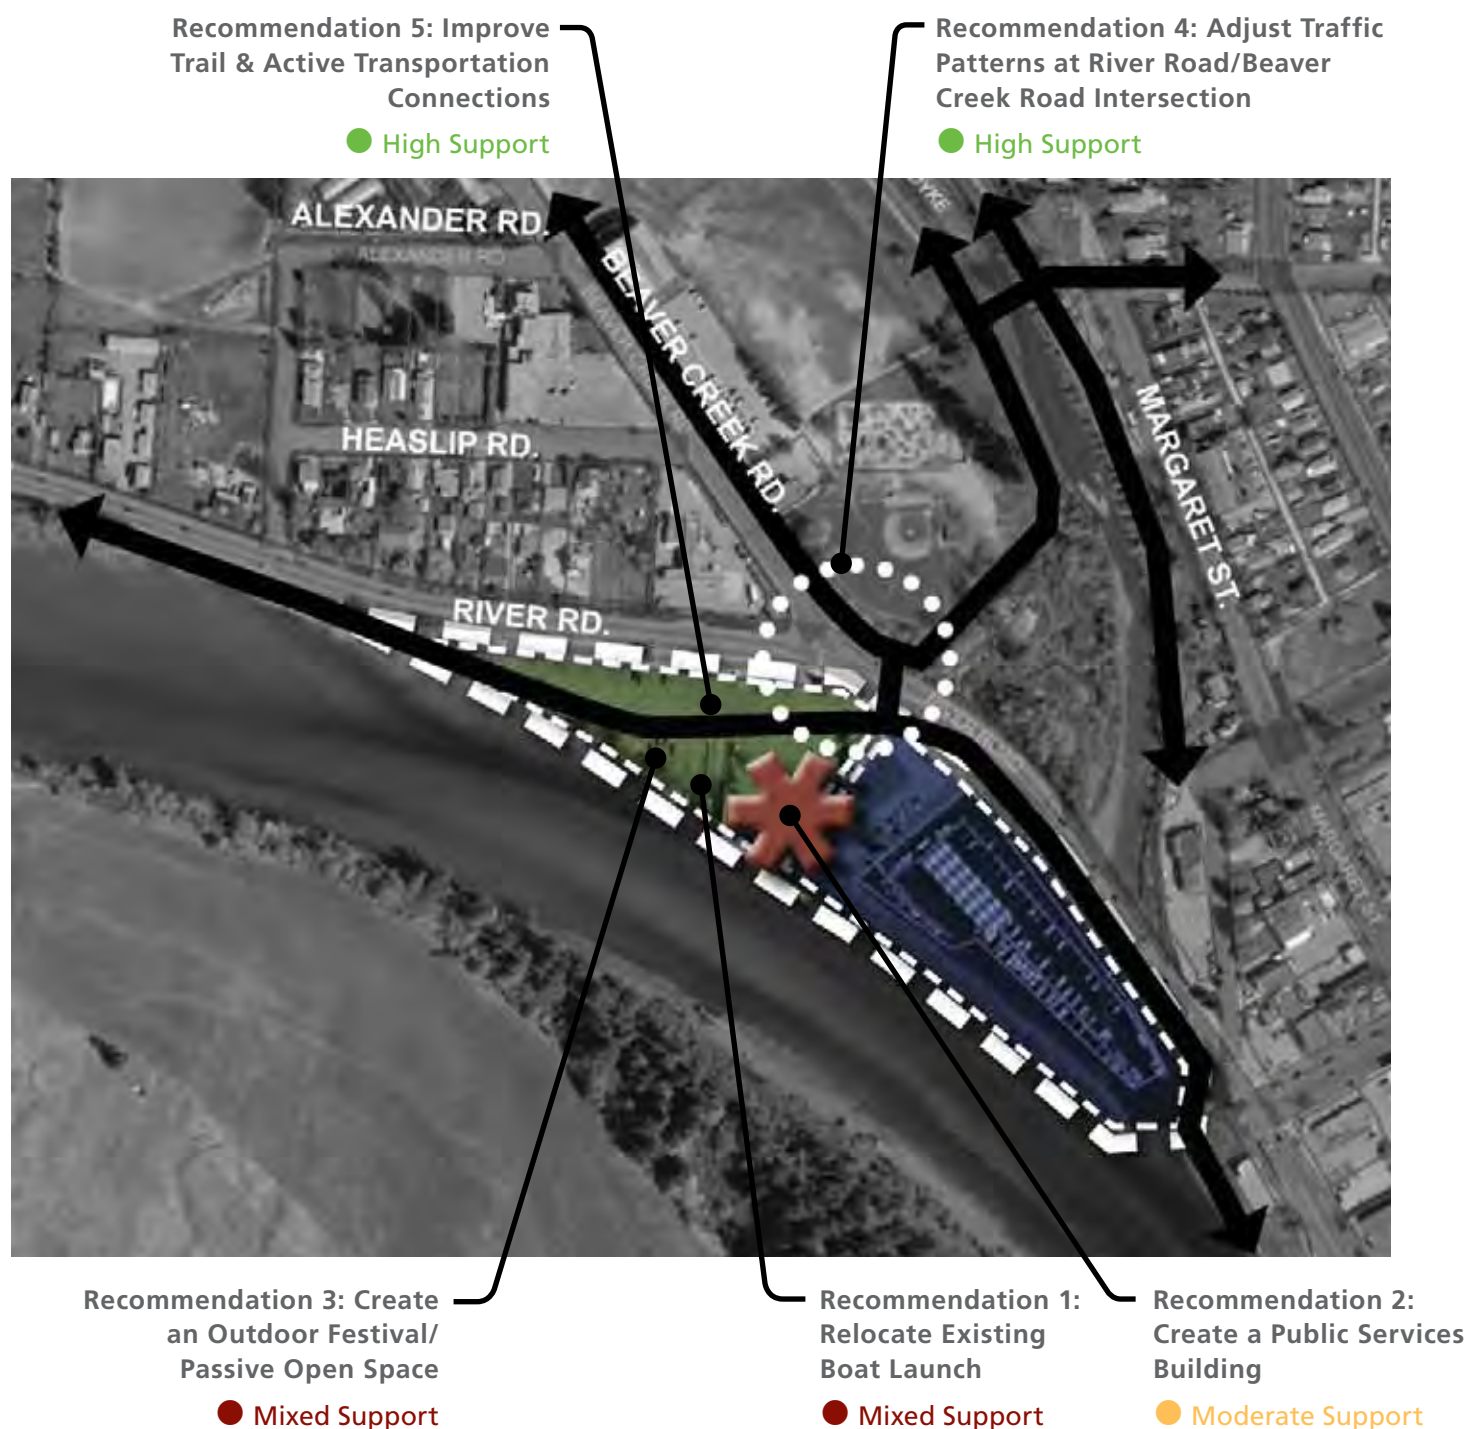 Recommendation 5: Improve
Trail & Active Transportation
Connections
High Support
Recommendation 4: Adjust Traffic
Patterns at River Road/Beaver
Creek Road Intersection
High Support
ALEXANDER RD.
ALEXANDER RD
BEAVER CREEK RD.
HEASLIP RD.
MARGARET ST.
RIVER RD.
MARGARET
Recommendation 3: Create
an Outdoor Festival/
Passive Open Space
Mixed Support
Recommendation 1:
Relocate Existing
Boat Launch
Mixed Support
Recommendation 2:
Create a Public Services
Building
Moderate Support